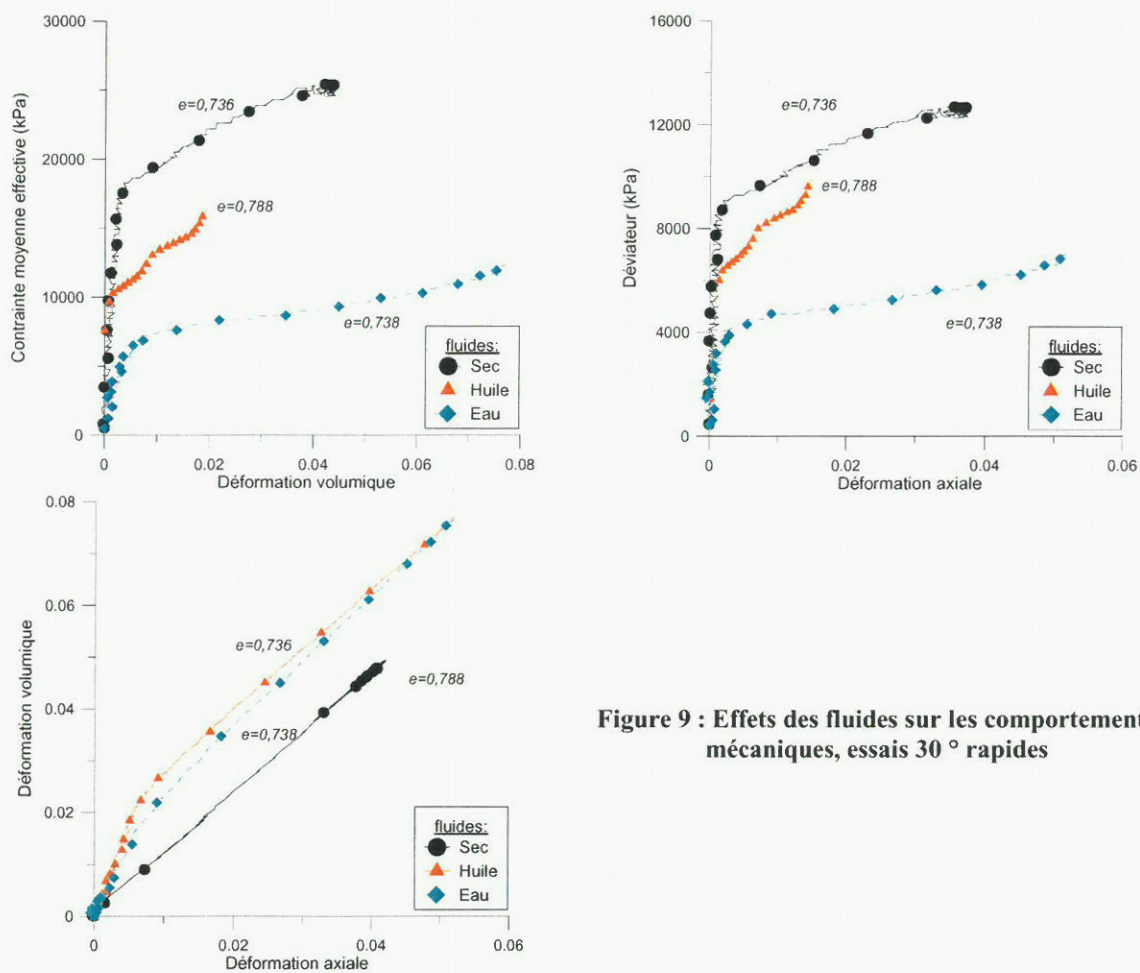 30000
20000
10000
0
Contrainte moyenne effective (kPa)
e=0,736
e=0,788
e=0,738
fluides:
Sec
Huile
Eau
0
0.02
0.04
0.06
0.08
Déformation volumique
16000
12000
8000
4000
0
Déviateur (kPa)
e=0,736
e=0,788
e=0,738
fluides:
Sec
Huile
Eau
0
0.02
0.04
0.06
Déformation axiale
0.08
0.06
0.04
0.02
0
Déformation volumique
e=0,736
e=0,788
e=0,738
fluides:
Sec
Huile
Eau
0
0.02
0.04
0.06
Déformation axiale
Figure 9 : Effets des fluides sur les comportement
mécaniques, essais 30 ° rapides